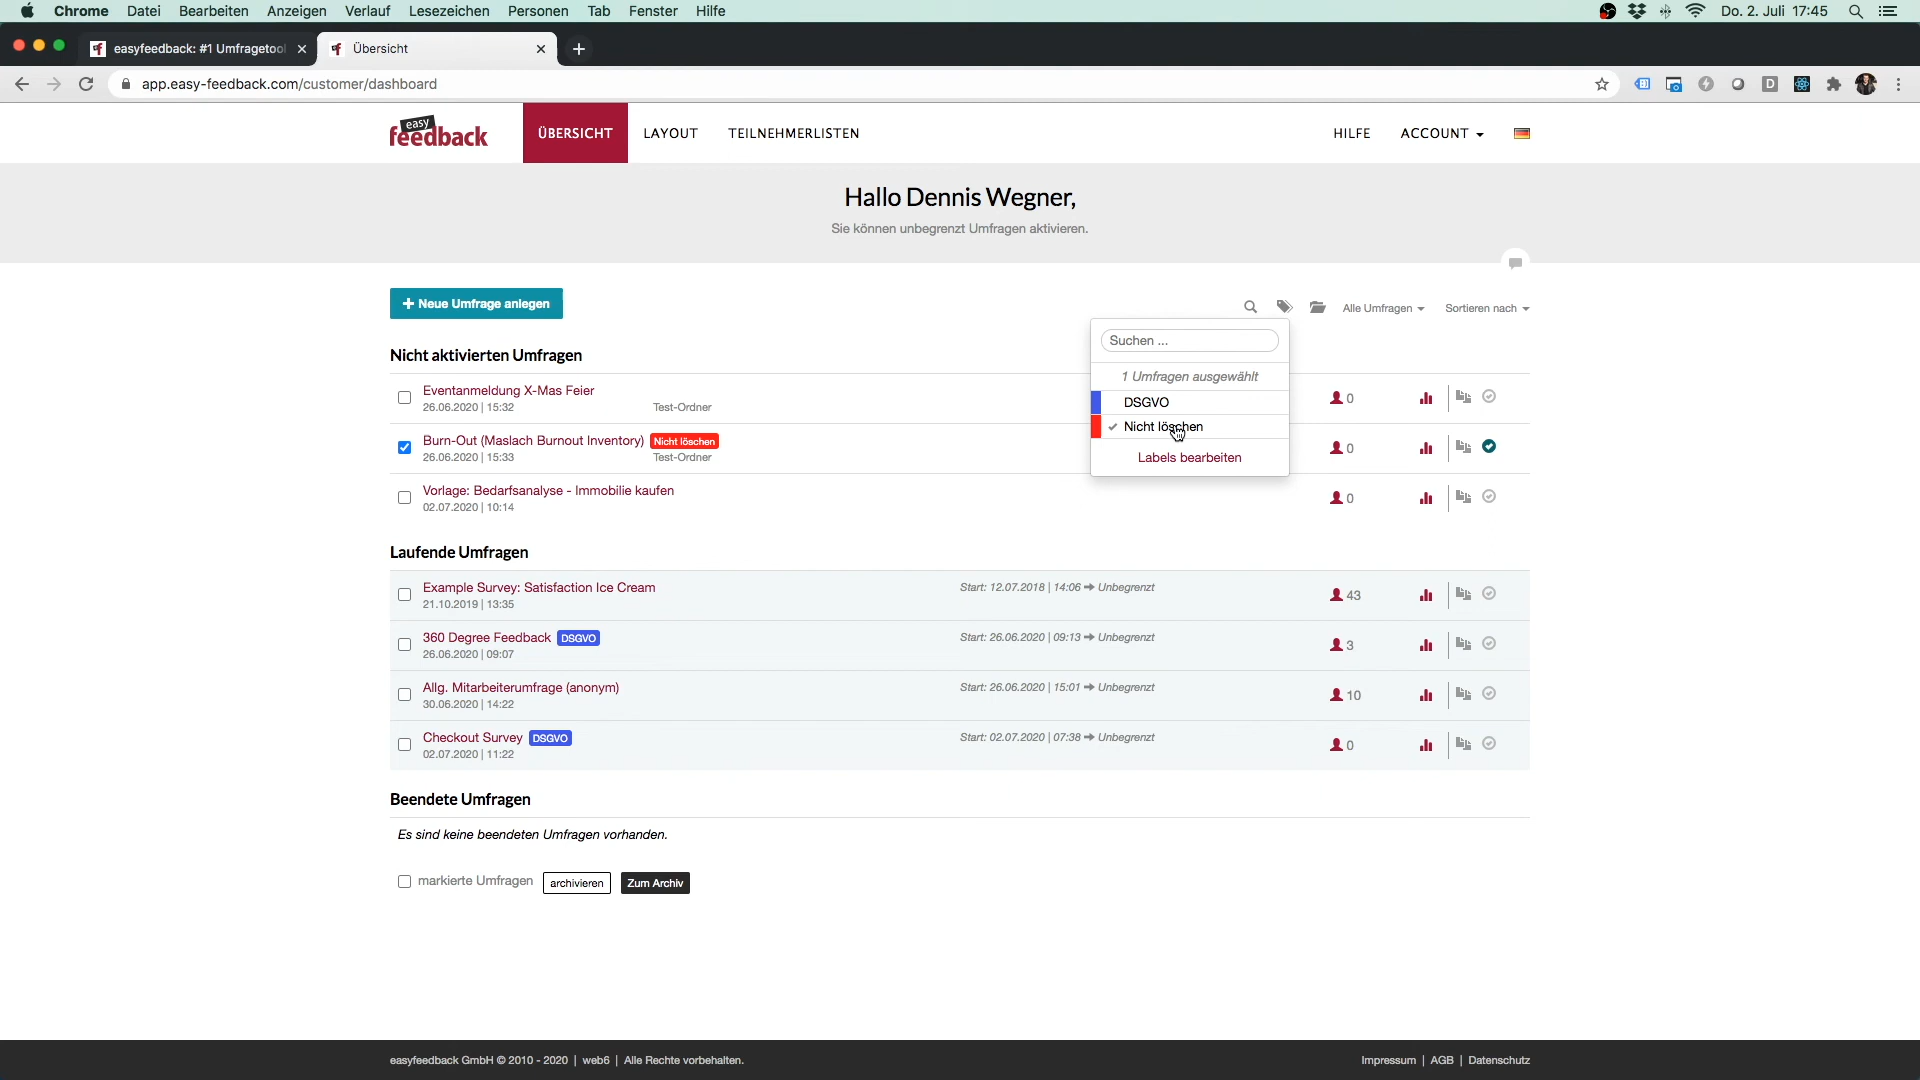 Chrome Datei Bearbeiten Anzeigen Verlauf Lesezeichen Personen Tab Fenster Hilfe Do. 2. Juli 17:45
easyfeedback: #1 Umfragetool Übersicht
app.easy-feedback.com/customer/dashboard
easy
feedback
ÜBERSICHT LAYOUT TEILNEHMERLISTEN HILFE ACCOUNT
Hallo Dennis Wegner,
Sie können unbegrenzt Umfragen aktivieren.
+ Neue Umfrage anlegen
Alle Umfragen Sortieren nach
Suchen ...
1 Umfragen ausgewählt
DSGVO
Nicht löschen
Labels bearbeiten
Nicht aktivierten Umfragen
Eventanmeldung X-Mas Feier
26.06.2020 | 15:32 Test-Ordner
0
Burn-Out (Maslach Burnout Inventory) Nicht löschen
26.06.2020 | 15:33 Test-Ordner
0
Vorlage: Bedarfsanalyse - Immobilie kaufen
02.07.2020 | 10:14
0
Laufende Umfragen
Example Survey: Satisfaction Ice Cream Start: 12.07.2018 | 14:06 ➔ Unbegrenzt
21.10.2019 | 13:35
43
360 Degree Feedback DSGVO Start: 26.06.2020 | 09:13 ➔ Unbegrenzt
26.06.2020 | 09:07
3
Allg. Mitarbeiterumfrage (anonym) Start: 26.06.2020 | 15:01 ➔ Unbegrenzt
30.06.2020 | 14:22
10
Checkout Survey DSGVO Start: 02.07.2020 | 07:38 ➔ Unbegrenzt
02.07.2020 | 11:22
0
Beendete Umfragen
Es sind keine beendeten Umfragen vorhanden.
markierte Umfragen archivieren Zum Archiv
easyfeedback GmbH © 2010 - 2020 | web6 | Alle Rechte vorbehalten. Impressum | AGB | Datenschutz